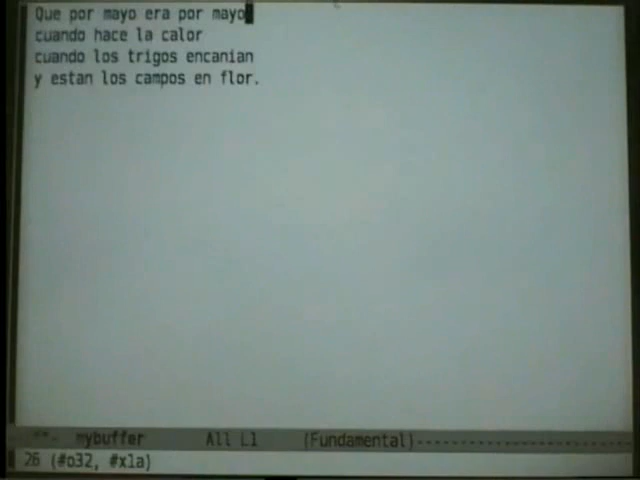 Que por mayo era por mayo
cuando hace la calor
cuando los trigos encanian
y estan los campos en flor.
**- mybuffer All L1 (Fundamental)
26 (#o32, #x1a)